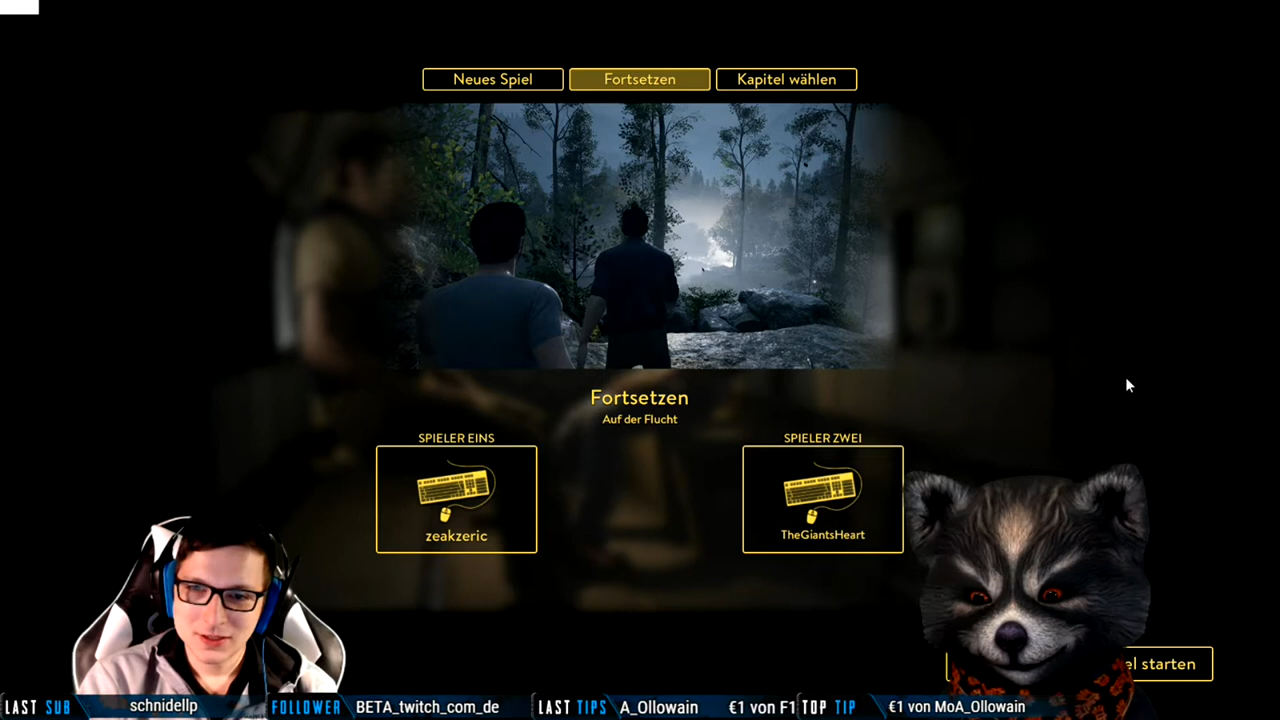 Neues Spiel
Fortsetzen
Kapitel wählen
Fortsetzen
Auf der Flucht
SPIELER EINS
SPIELER ZWEI
zeakzeric
TheGiantsHeart
el starten
LAST SUB schnidellp FOLLOWER BETA_twitch_com_de LAST TIPS A_Ollowain €1 von F1 TOP TIP €1 von MoA_Ollowain